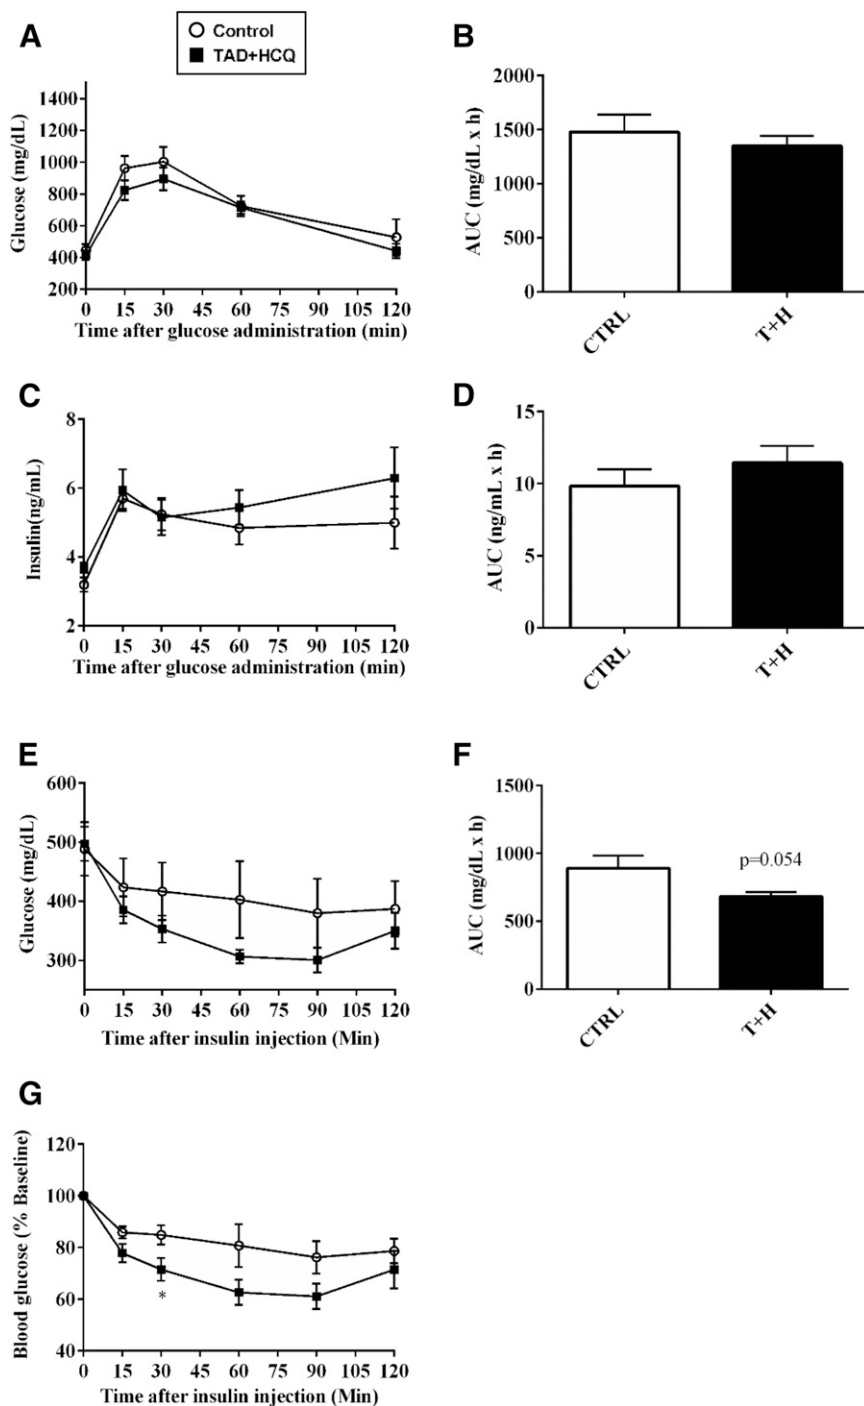 A
Control
TAD+HCQ
Glucose (mg/dL)
1400
1200
1000
800
600
400
200
0 15 30 45 60 75 90 105 120
Time after glucose administration (min)
B
AUC (mg/dL x h)
2000
1500
1000
500
0
CTRL
T+H
C
Insulin(ng/mL)
8
6
4
2
0 15 30 45 60 75 90 105 120
Time after glucose administration (min)
D
AUC (ng/mL x h)
15
10
5
0
CTRL
T+H
E
Glucose (mg/dL)
600
500
400
300
0 15 30 45 60 75 90 105 120
Time after insulin injection (Min)
F
AUC (mg/dL x h)
1500
1000
500
0
p=0.054
CTRL
T+H
G
Blood glucose (% Baseline)
120
100
80
60
40
*
0 15 30 45 60 75 90 105 120
Time after insulin injection (Min)